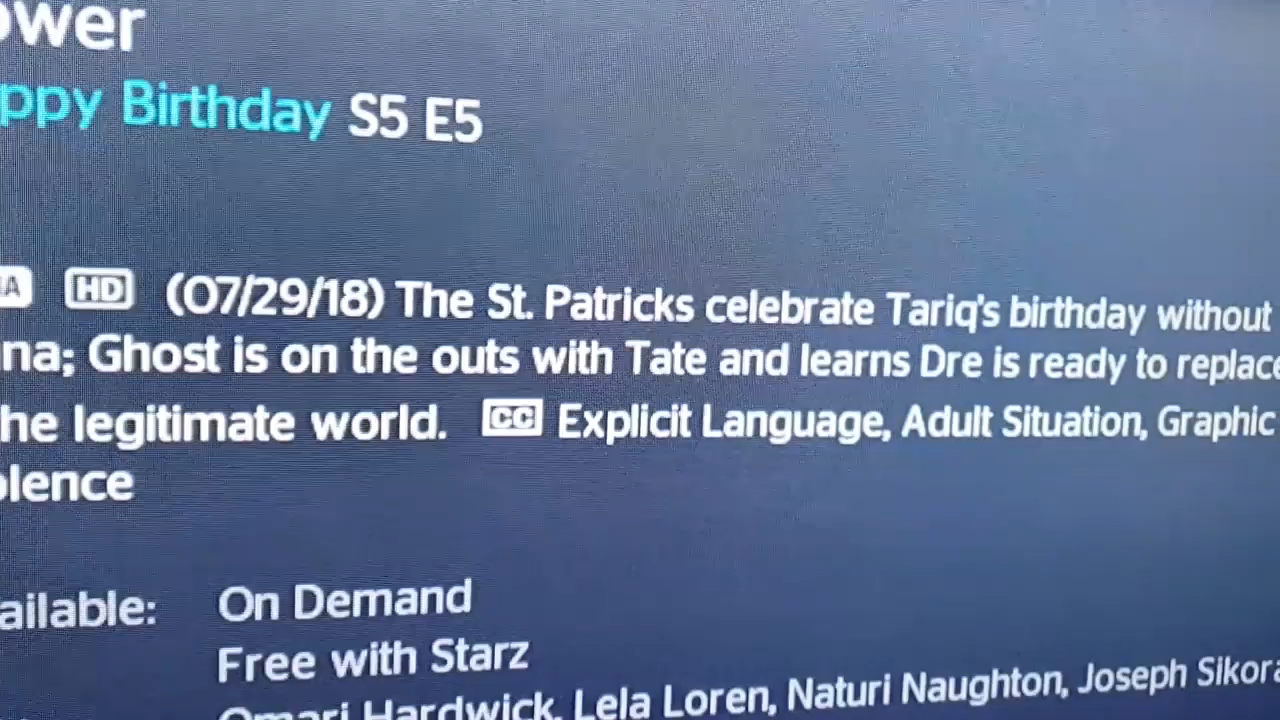 ower
ppy Birthday S5 E5
A HD (07/29/18) The St. Patricks celebrate Tariq's birthday without
na; Ghost is on the outs with Tate and learns Dre is ready to replace
he legitimate world. CC Explicit Language, Adult Situation, Graphic
olence
ailable: On Demand
Free with Starz
Omari Hardwick, Lela Loren, Naturi Naughton, Joseph Sikora